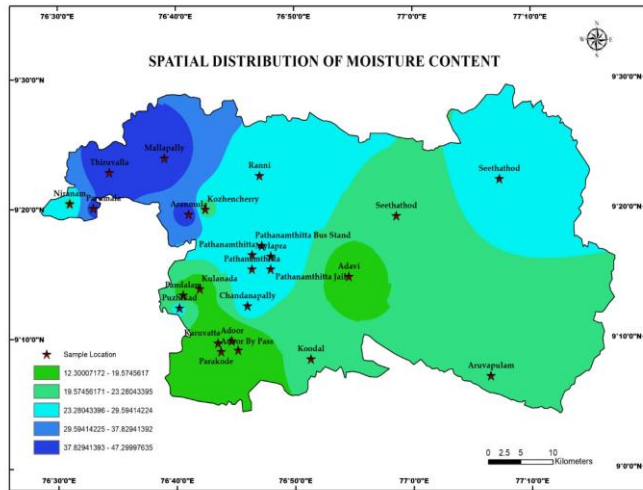 76°30'0"E 76°40'0"E 76°50'0"E 77°0'0"E 77°10'0"E
N
W E
S
9°30'0"N 9°30'0"N
SPATIAL DISTRIBUTION OF MOISTURE CONTENT
Mallapally
Thiruvalla
Ranni
Seethathod
Niranam
Kozhencherry
Aranmula
9°20'0"N 9°20'0"N
Seethathod
Pathanamthitta Bus Stand
Pathanamthitta
Pathanamthitta
Adavi
Pathanamthitta Jail
Kulanada
Pandalam
Chandanapally
9°10'0"N 9°10'0"N
Adoor
Adoor By Pass
Parakode
Koodal
Aruvapulam
Sample Location
12.30007172 - 19.5745617
19.57456171 - 23.28043395
23.28043396 - 29.59414224
29.59414225 - 37.82941392
37.82941393 - 47.29997635
0 2.5 5 10
Kilometers
9°0'0"N
76°30'0"E 76°40'0"E 76°50'0"E 77°0'0"E 77°10'0"E